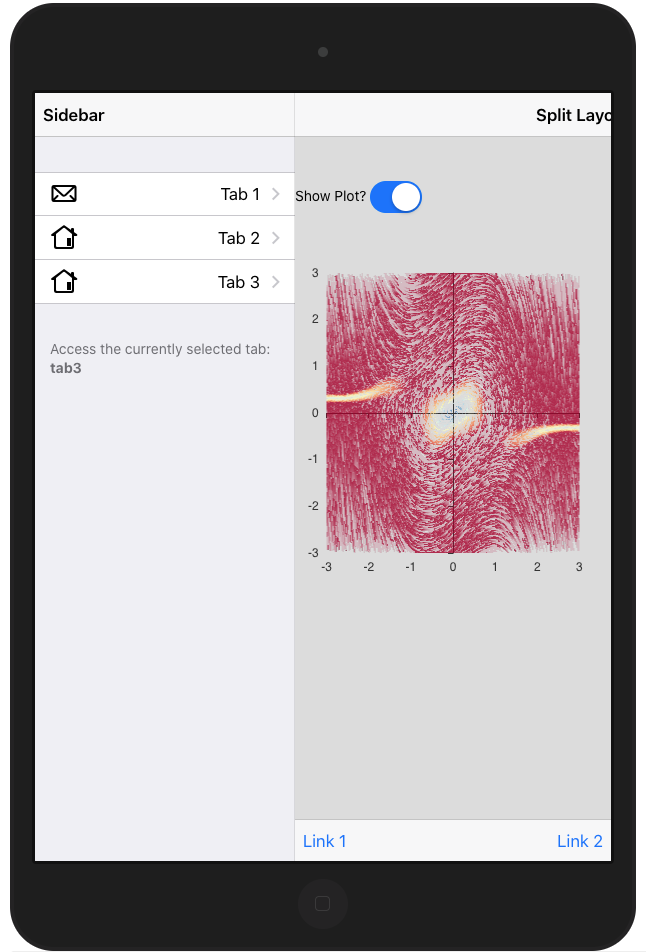 Sidebar
Split Layo
Tab 1
Tab 2
Tab 3
Access the currently selected tab:
tab3
Show Plot?
3
2
1
0
-1
-2
-3
-3 -2 -1 0 1 2 3
Link 1 Link 2